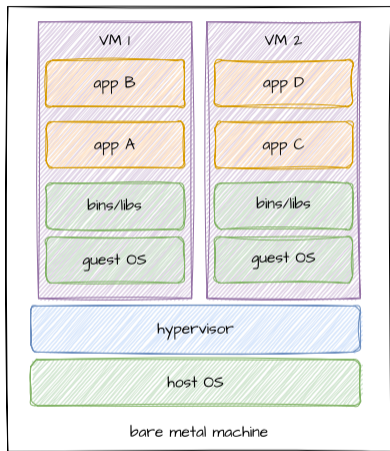 VM 1
app B
app A
bins/libs
guest OS
VM 2
app D
app C
bins/libs
guest OS
hypervisor
host OS
bare metal machine